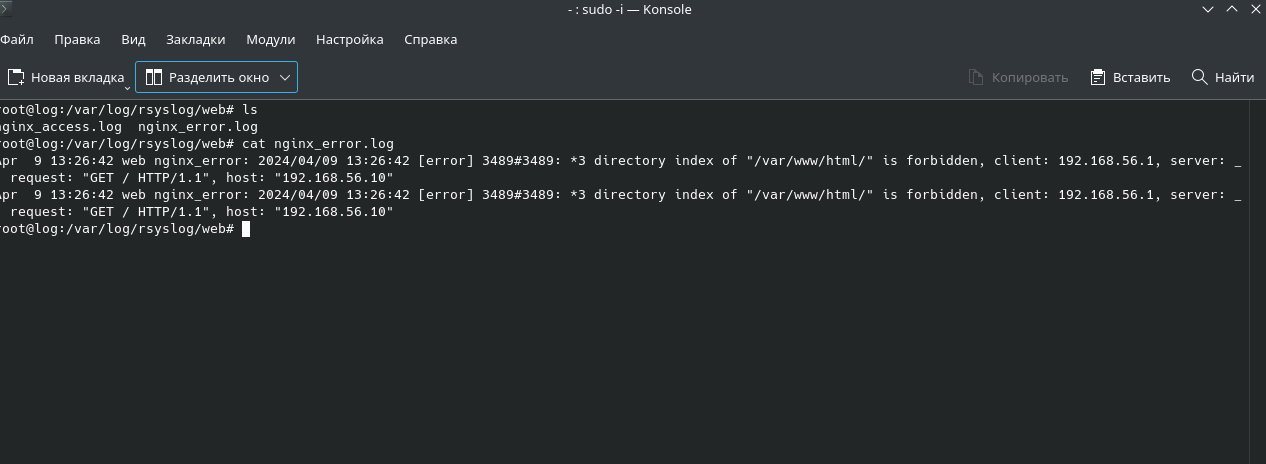 - : sudo -i — Konsole
Файл Правка Вид Закладки Модули Настройка Справка
Новая вкладка Разделить окно Копировать Вставить Найти
root@log:/var/log/rsyslog/web# ls
nginx_access.log  nginx_error.log
root@log:/var/log/rsyslog/web# cat nginx_error.log
Apr  9 13:26:42 web nginx_error: 2024/04/09 13:26:42 [error] 3489#3489: *3 directory index of "/var/www/html/" is forbidden, client: 192.168.56.1, server: _
 request: "GET / HTTP/1.1", host: "192.168.56.10"
Apr  9 13:26:42 web nginx_error: 2024/04/09 13:26:42 [error] 3489#3489: *3 directory index of "/var/www/html/" is forbidden, client: 192.168.56.1, server: _
 request: "GET / HTTP/1.1", host: "192.168.56.10"
root@log:/var/log/rsyslog/web#